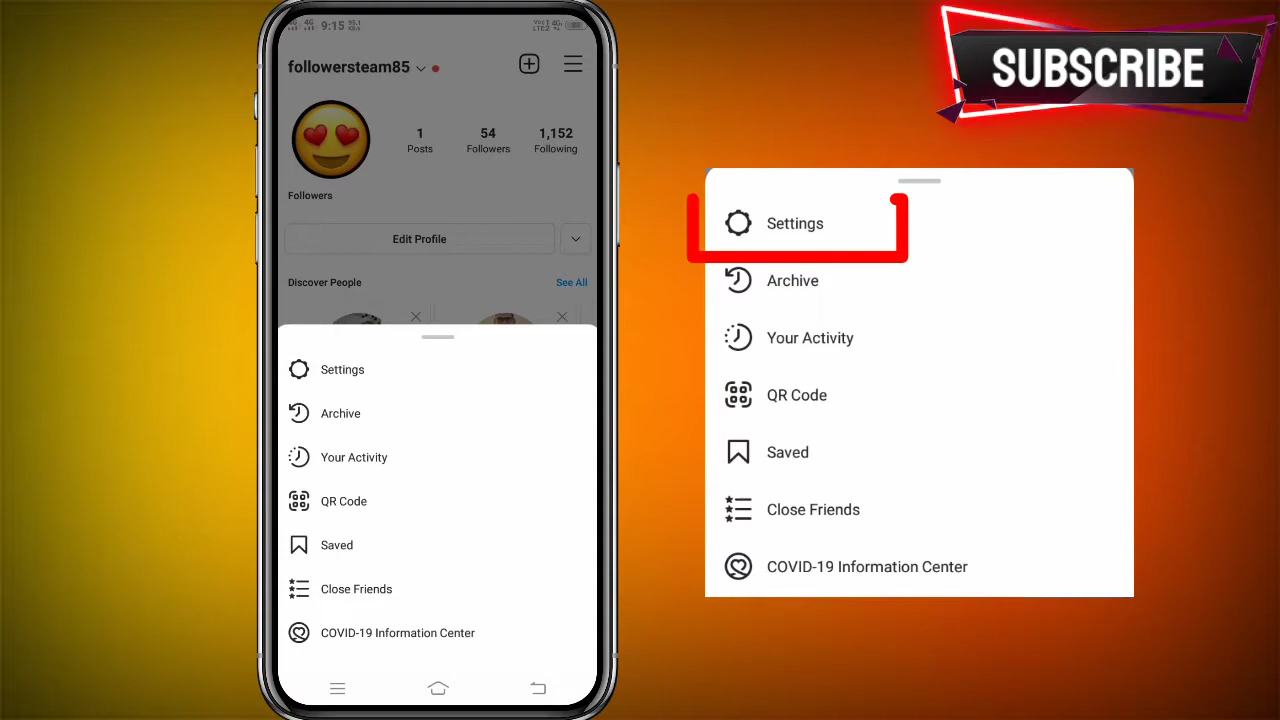 9:15
followersteam85
1 54 1,152
Posts Followers Following
Followers
Edit Profile
Discover People See All
Settings
Archive
Your Activity
QR Code
Saved
Close Friends
COVID-19 Information Center
SUBSCRIBE
Settings
Archive
Your Activity
QR Code
Saved
Close Friends
COVID-19 Information Center